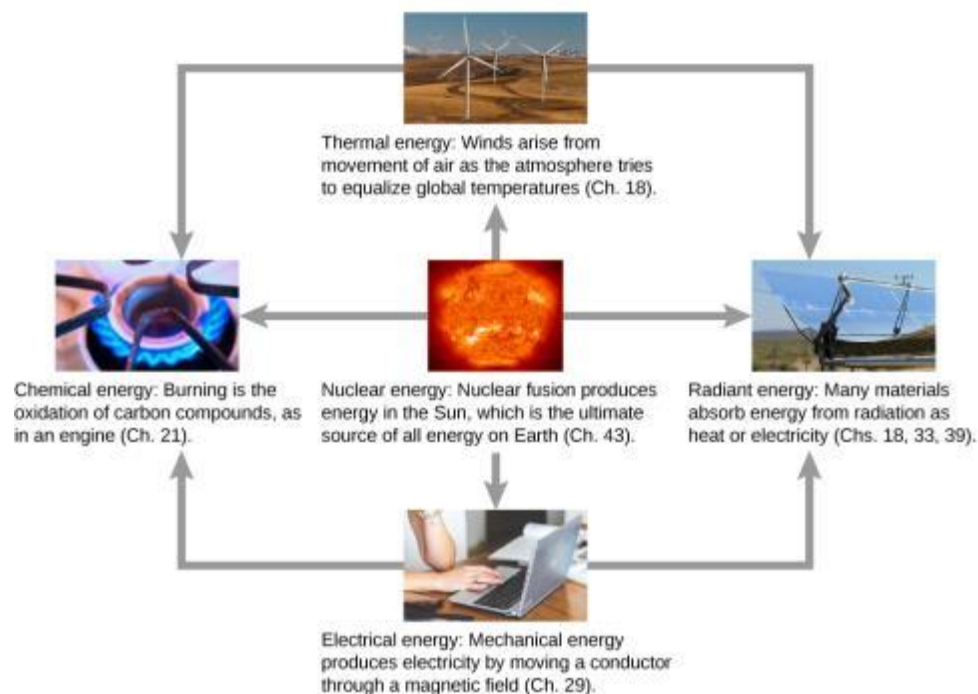 Thermal energy: Winds arise from
movement of air as the atmosphere tries
to equalize global temperatures (Ch. 18).
Chemical energy: Burning is the
oxidation of carbon compounds, as
in an engine (Ch. 21).
Nuclear energy: Nuclear fusion produces
energy in the Sun, which is the ultimate
source of all energy on Earth (Ch. 43).
Radiant energy: Many materials
absorb energy from radiation as
heat or electricity (Chs. 18, 33, 39).
Electrical energy: Mechanical energy
produces electricity by moving a conductor
through a magnetic field (Ch. 29).